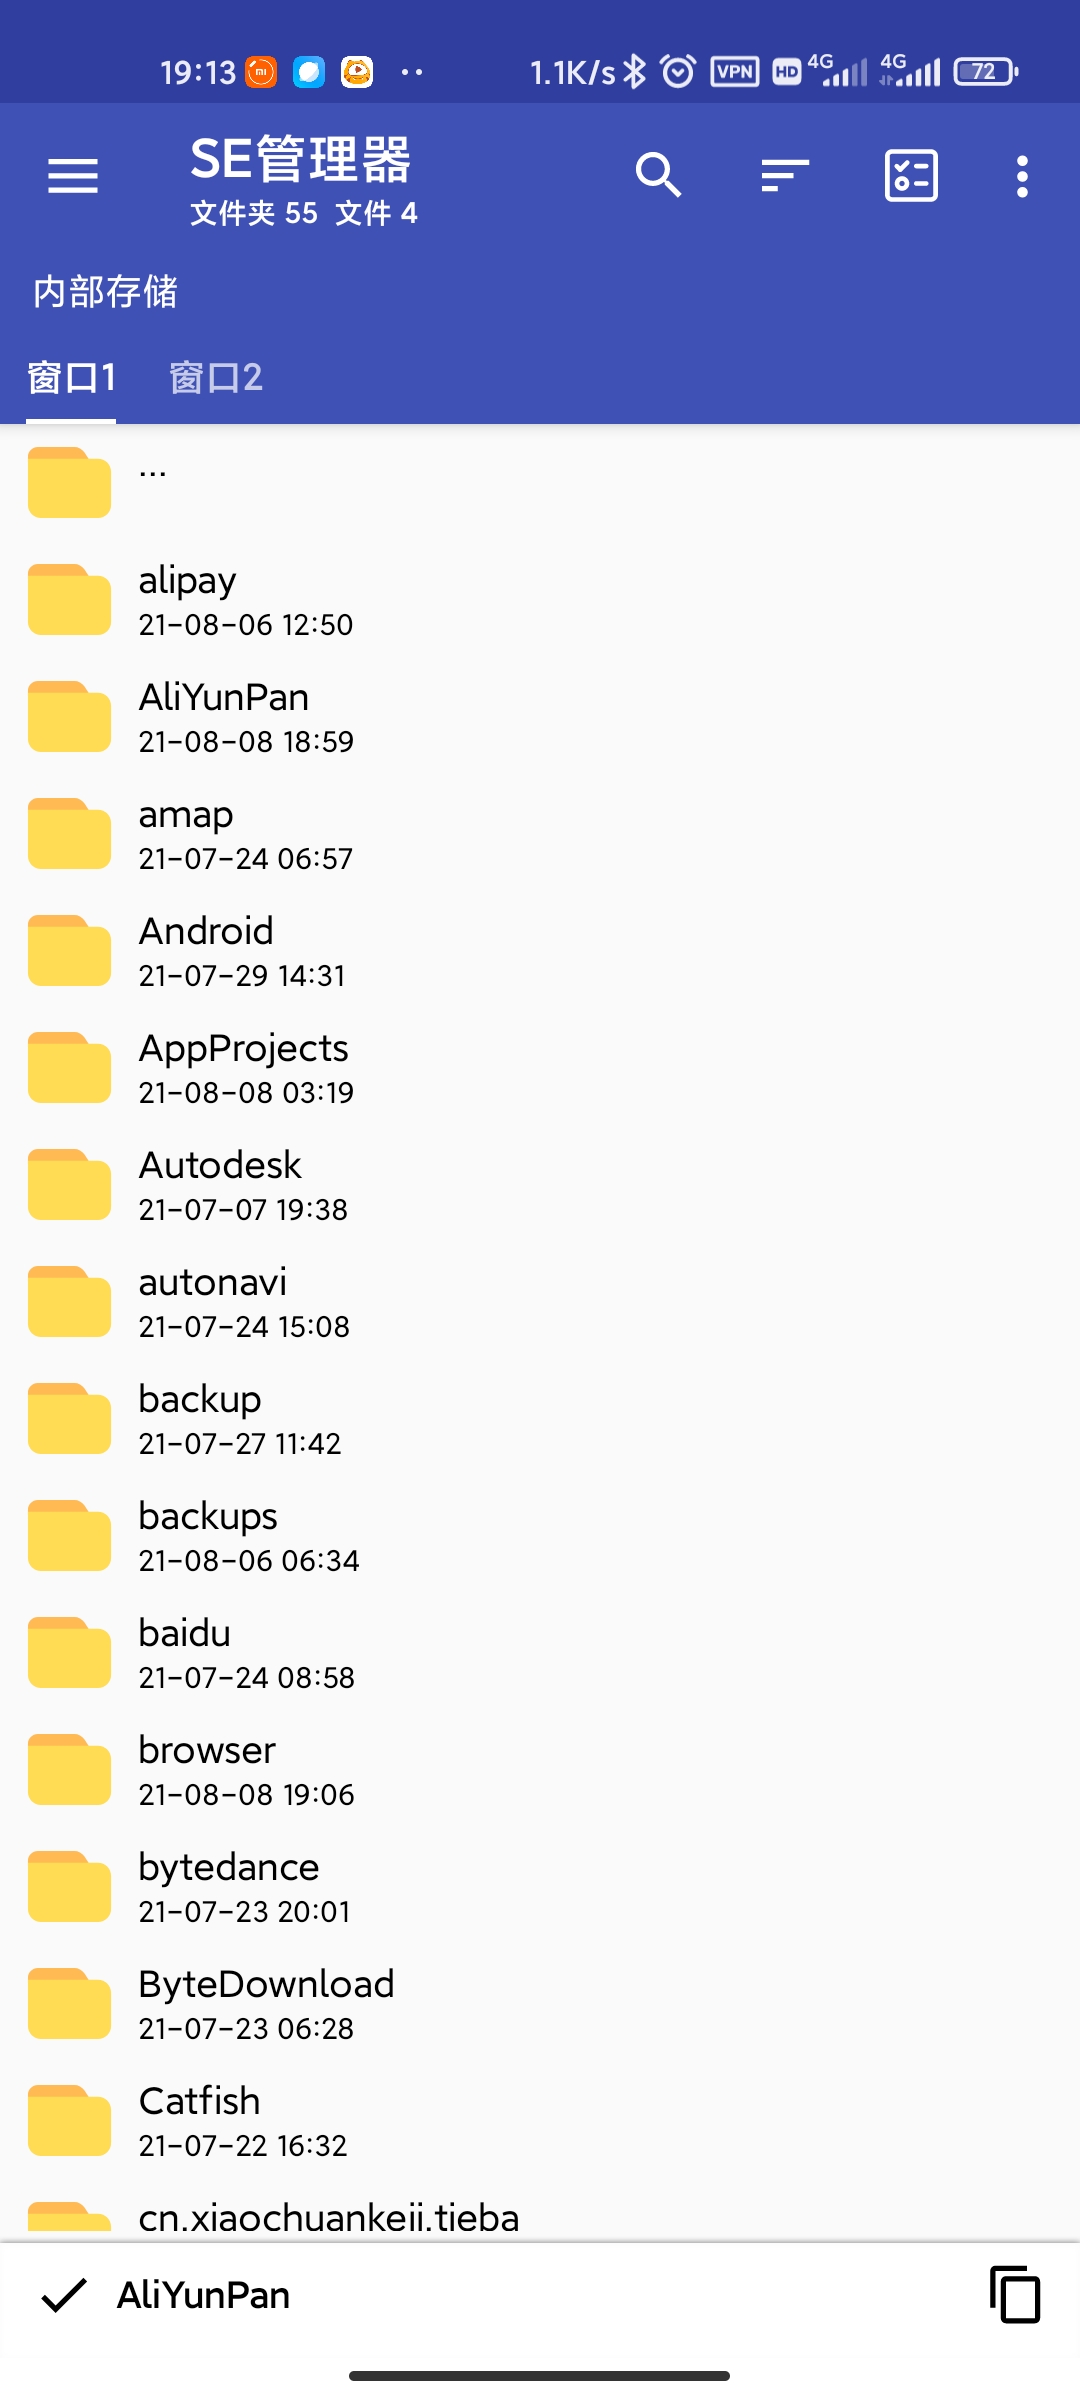 19:13 1.1K/s VPN HD 4G 4G 72
SE管理器
文件夹 55 文件 4
内部存储
窗口1 窗口2
...
alipay
21-08-06 12:50
AliYunPan
21-08-08 18:59
amap
21-07-24 06:57
Android
21-07-29 14:31
AppProjects
21-08-08 03:19
Autodesk
21-07-07 19:38
autonavi
21-07-24 15:08
backup
21-07-27 11:42
backups
21-08-06 06:34
baidu
21-07-24 08:58
browser
21-08-08 19:06
bytedance
21-07-23 20:01
ByteDownload
21-07-23 06:28
Catfish
21-07-22 16:32
cn.xiaochuankeji.tieba
AliYunPan